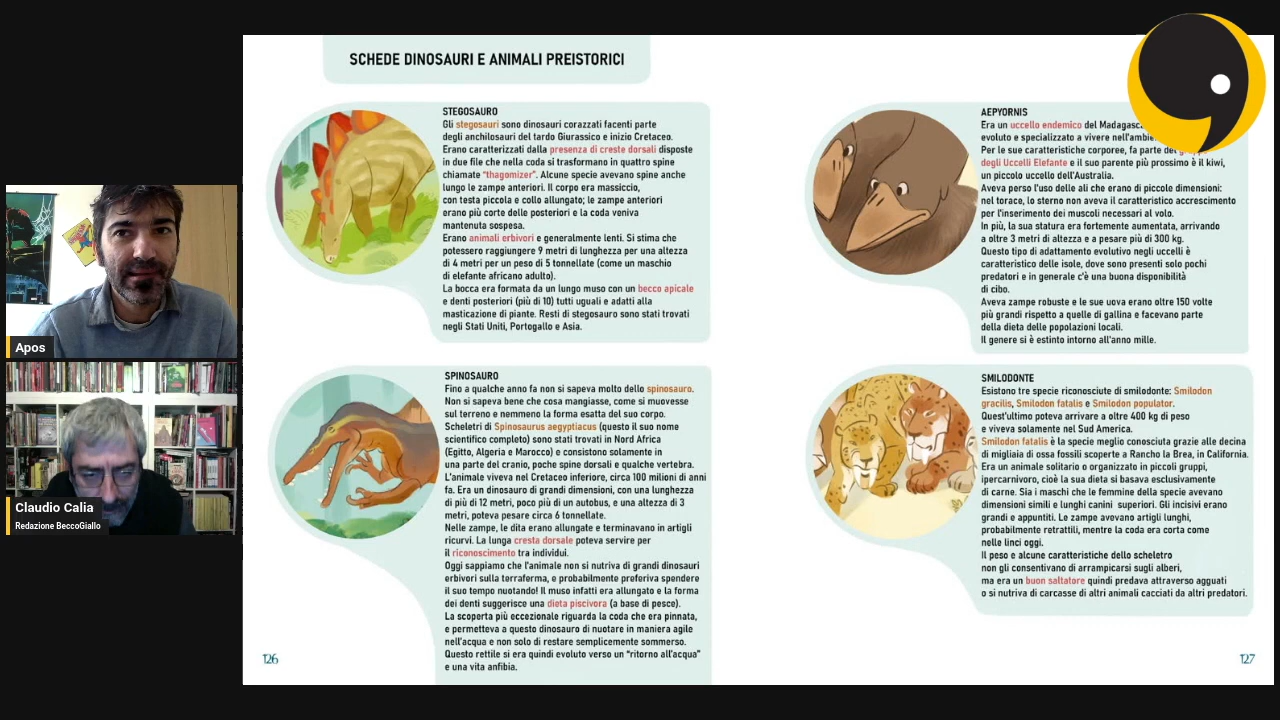 SCHEDE DINOSAURI E ANIMALI PREISTORICI
STEGOSAURO
Gli stegosauri sono dinosauri corazzati facenti parte
degli anchilosauri del tardo Giurassico e inizio Cretaceo.
Erano caratterizzati dalla presenza di creste dorsali disposte
in due file che nella coda si trasformano in quattro spine
chiamate "thagomizer". Alcune specie avevano spine anche
lungo le zampe anteriori. Il corpo era massiccio,
con testa piccola e collo allungato; le zampe anteriori
erano più corte delle posteriori e la coda veniva
mantenuta sospesa.
Erano animali erbivori e generalmente lenti. Si stima che
potessero raggiungere 9 metri di lunghezza per una altezza
di 4 metri per un peso di 5 tonnellate (come un maschio
di elefante africano adulto).
La bocca era formata da un lungo muso con un becco apicale
e denti posteriori (più di 10) tutti uguali e adatti alla
masticazione di piante. Resti di stegosauro sono stati trovati
negli Stati Uniti, Portogallo e Asia.
SPINOSAURO
Fino a qualche anno fa non si sapeva molto dello spinosauro.
Non si sapeva bene che cosa mangiasse, come si muovesse
sul terreno e nemmeno la forma esatta del suo corpo.
Scheletri di Spinosaurus aegyptiacus (questo il suo nome
scientifico completo) sono stati trovati in Nord Africa
(Egitto, Algeria e Marocco) e consistono solamente in
una parte del cranio, poche spine dorsali e qualche vertebra.
L'animale viveva nel Cretaceo inferiore, circa 100 milioni di anni
fa. Era un dinosauro di grandi dimensioni, con una lunghezza
di più di 12 metri, poco più di un autobus, e una altezza di 3
metri, poteva pesare circa 6 tonnellate.
Nelle zampe, le dita erano allungate e terminavano in artigli
ricurvi. La lunga cresta dorsale poteva servire per
il riconoscimento tra individui.
Oggi sappiamo che l'animale non si nutriva di grandi dinosauri
erbivori sulla terraferma, e probabilmente preferiva spendere
il suo tempo nuotando! Il muso infatti era allungato e la forma
dei denti suggerisce una dieta piscivora (a base di pesce).
La scoperta più eccezionale riguarda la coda che era pinnata,
e permetteva a questo dinosauro di nuotare in maniera agile
nell'acqua e non solo di restare semplicemente sommerso.
Questo rettile si era quindi evoluto verso un "ritorno all'acqua"
e una vita anfibia.
126
AEPYORNIS
Era un uccello endemico del Madagasc
evoluto e specializzato a vivere nell'ambie
Per le sue caratteristiche corporee, fa parte del
degli Uccelli Elefante e il suo parente più prossimo è il kiwi,
un piccolo uccello dell'Australia.
Aveva perso l'uso delle ali che erano di piccole dimensioni:
nel torace, lo sterno non aveva il caratteristico accrescimento
per l'inserimento dei muscoli necessari al volo.
In più, la sua statura era fortemente aumentata, arrivando
a oltre 3 metri di altezza e a pesare più di 300 kg.
Questo tipo di adattamento evolutivo negli uccelli è
caratteristico delle isole, dove sono presenti solo pochi
predatori e in generale c'è una buona disponibilità
di cibo.
Aveva zampe robuste e le sue uova erano oltre 150 volte
più grandi rispetto a quelle di gallina e facevano parte
della dieta delle popolazioni locali.
Il genere si è estinto intorno all'anno mille.
SMILODONTE
Esistono tre specie riconosciute di smilodonte: Smilodon
gracilis, Smilodon fatalis e Smilodon populator.
Quest'ultimo poteva arrivare a oltre 400 kg di peso
e viveva solamente nel Sud America.
Smilodon fatalis è la specie meglio conosciuta grazie alle decina
di migliaia di ossa fossili scoperte a Rancho la Brea, in California.
Era un animale solitario o organizzato in piccoli gruppi,
ipercarnivoro, cioè la sua dieta si basava esclusivamente
di carne. Sia i maschi che le femmine della specie avevano
dimensioni simili e lunghi canini superiori. Gli incisivi erano
grandi e appuntiti. Le zampe avevano artigli lunghi,
probabilmente retrattili, mentre la coda era corta come
nelle linci oggi.
Il peso e alcune caratteristiche dello scheletro
non gli consentivano di arrampicarsi sugli alberi,
ma era un buon saltatore quindi predava attraverso agguati
o si nutriva di carcasse di altri animali cacciati da altri predatori.
127
Apos
Claudio Calia
Redazione BeccoGiallo